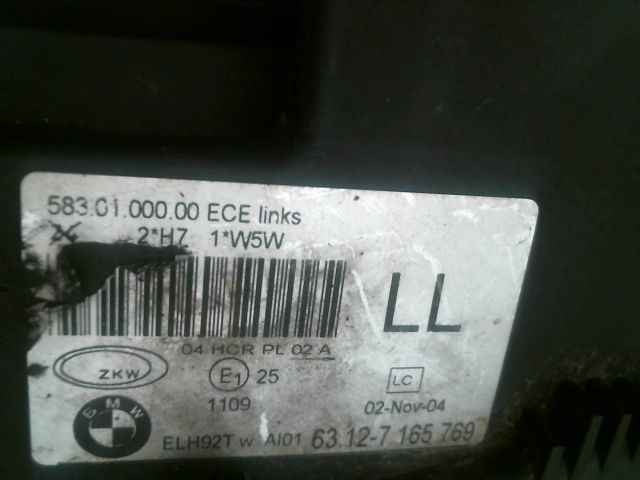 583.01.000.00 ECE links
2*H7 1*W5W
LL
04 HCR PL 02 A
ZKW E1 25 LC
1109 02-Nov-04
BMW
ELH92T w AI01 63.12-7 165 769